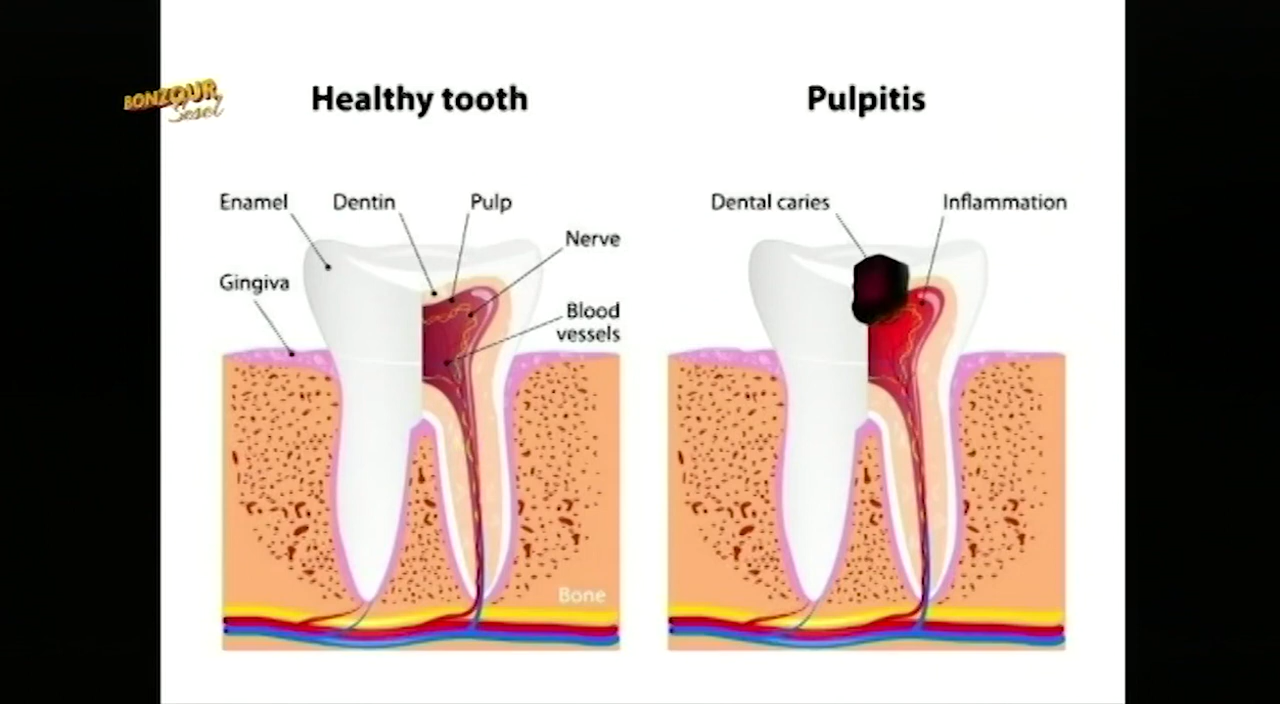 BONZOUR
Sesel
Healthy tooth
Pulpitis
Enamel
Dentin
Pulp
Nerve
Gingiva
Blood
vessels
Bone
Dental caries
Inflammation